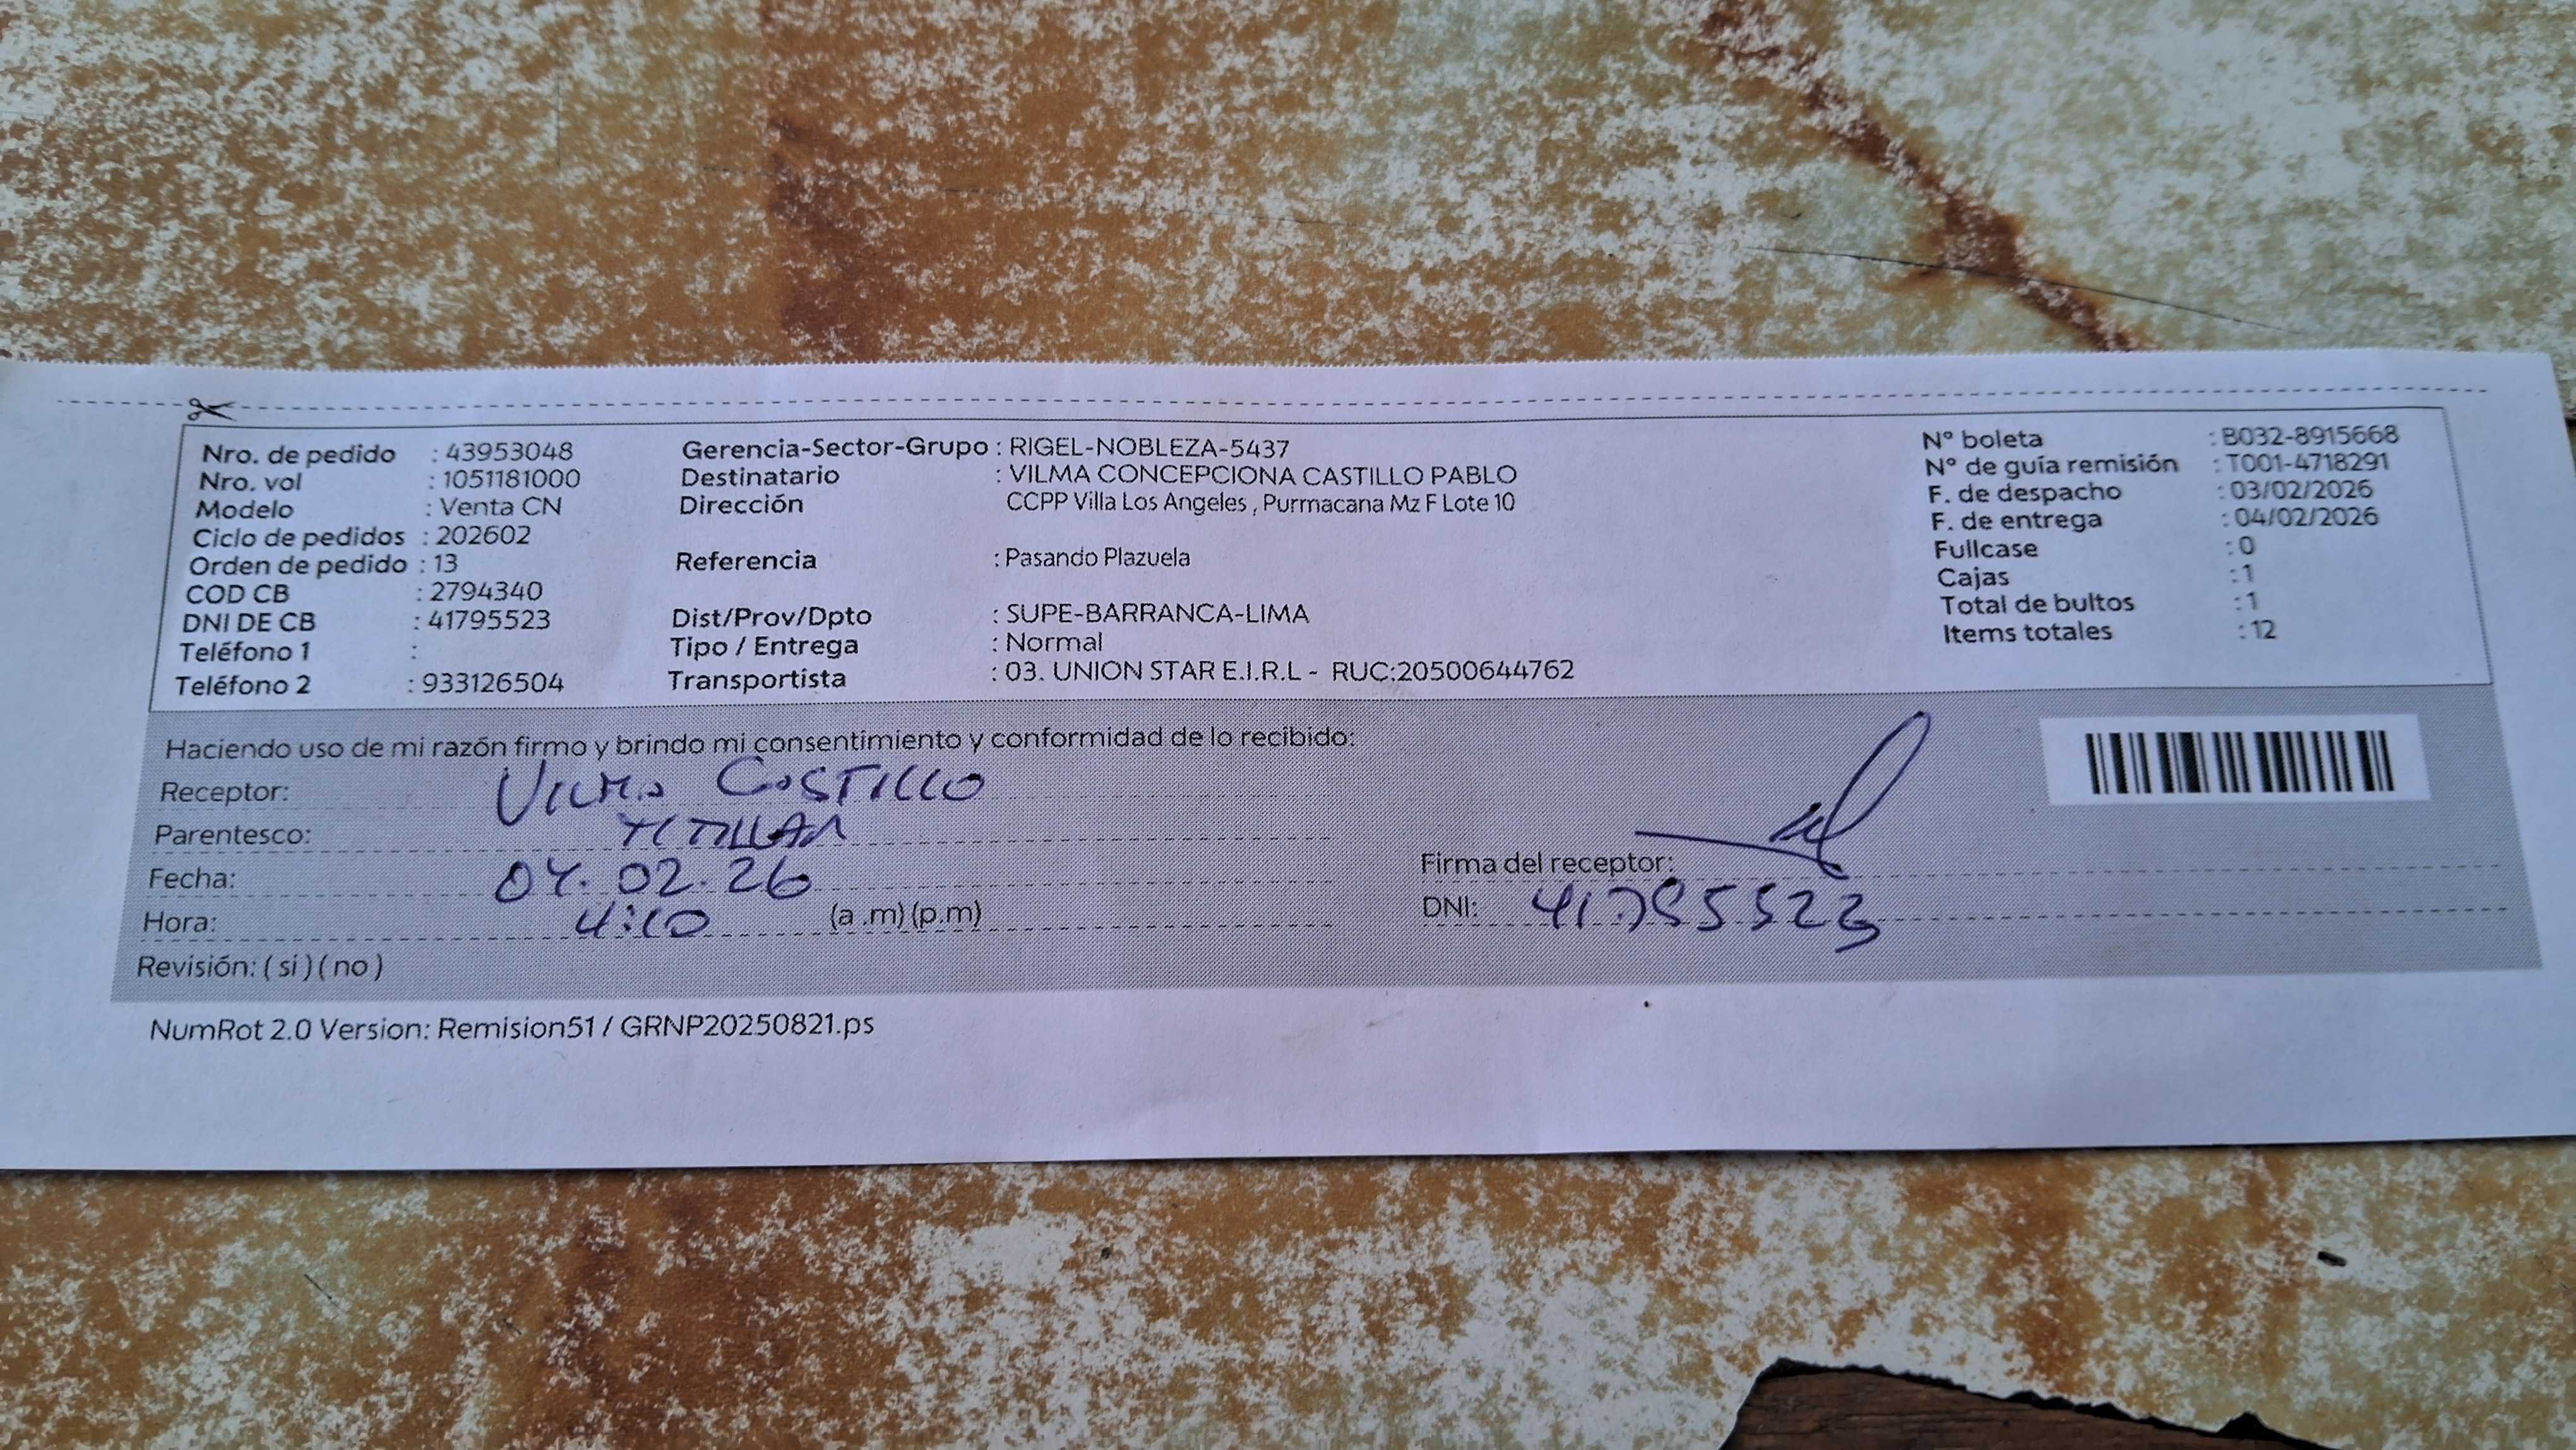 Nro. de pedido : 43953048
Nro. vol : 1051181000
Modelo : Venta CN
Ciclo de pedidos : 202602
Orden de pedido : 13
COD CB : 2794340
DNI DE CB : 41795523
Teléfono 1 :
Teléfono 2 : 933126504
Gerencia-Sector-Grupo : RIGEL-NOBLEZA-5437
Destinatario : VILMA CONCEPCIONA CASTILLO PABLO
Dirección CCPP Villa Los Angeles , Purmacana Mz F Lote 10
Referencia : Pasando Plazuela
Dist/Prov/Dpto : SUPE-BARRANCA-LIMA
Tipo / Entrega : Normal
Transportista : 03. UNION STAR E.I.R.L - RUC:20500644762
N° boleta : B032-8915668
N° de guía remisión : T001-4718291
F. de despacho : 03/02/2026
F. de entrega : 04/02/2026
Fullcase : 0
Cajas : 1
Total de bultos : 1
Items totales : 12
Haciendo uso de mi razón firmo y brindo mi consentimiento y conformidad de lo recibido:
Receptor: Vilma Castillo
Parentesco:
Fecha: 04.02.26
Hora: 4:10 (a .m) (p.m)
Revisión: ( si ) ( no )
Firma del receptor:
DNI: 41795523
NumRot 2.0 Version: Remision51 / GRNP20250821.ps